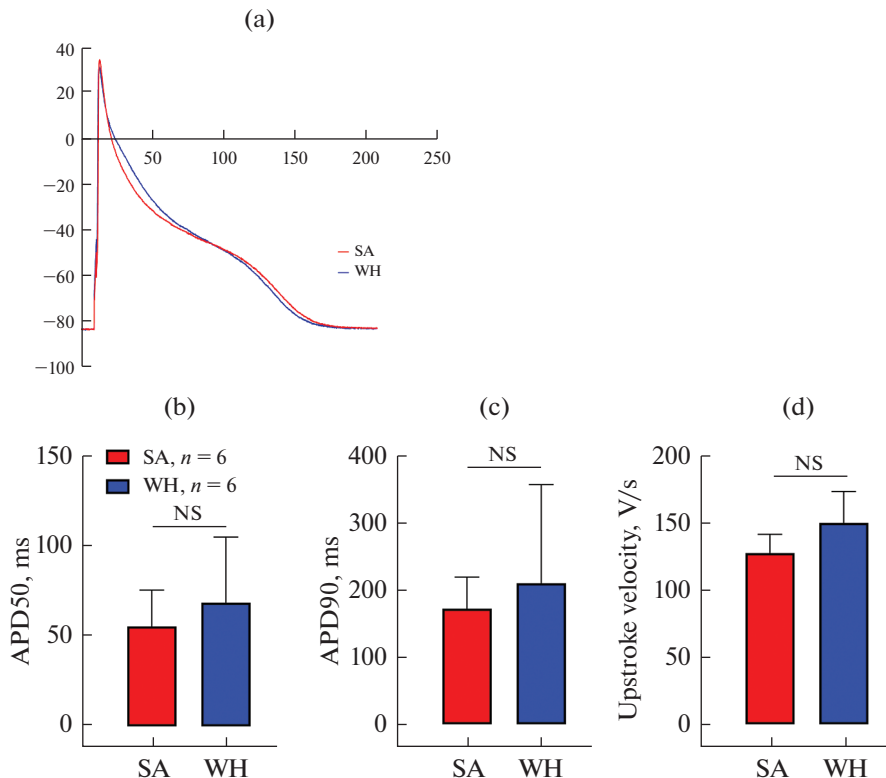 (a)
40
20
0
−20
−40
−60
−80
−100
50 100 150 200 250
SA
WH
(b) (c) (d)
150
100
50
0
APD50, ms
SA, n = 6
WH, n = 6
NS
SA WH
400
300
200
100
0
APD90, ms
NS
SA WH
200
150
100
50
0
Upstroke velocity, V/s
NS
SA WH